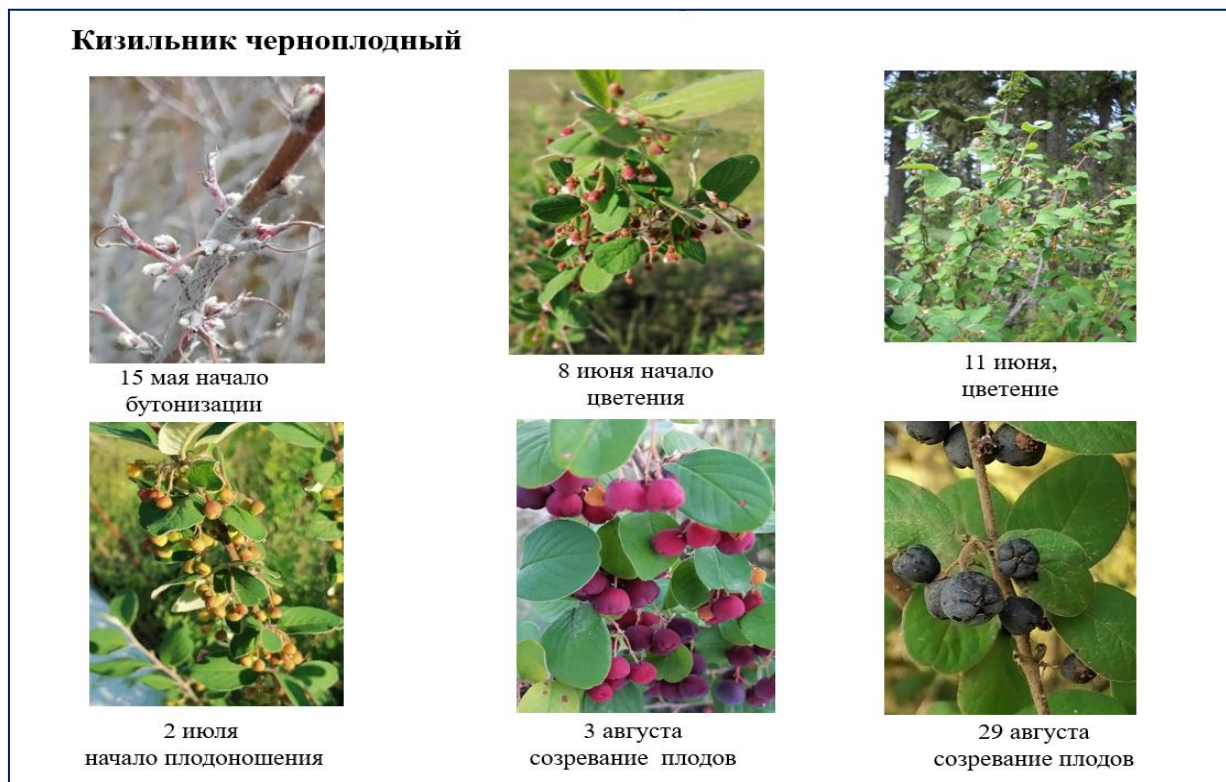 Кизильник черноплодный
15 мая начало
бутонизации
8 июня начало
цветения
11 июня,
цветение
2 июля
начало плодоношения
3 августа
созревание плодов
29 августа
созревание плодов